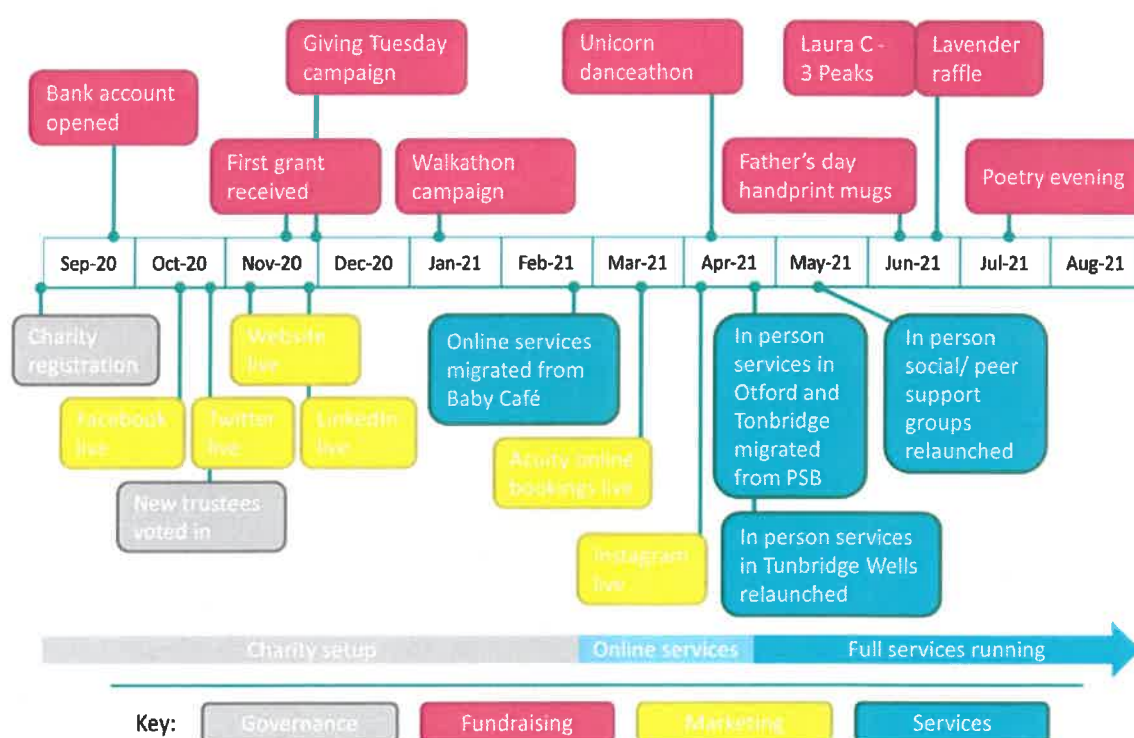 Giving Tuesday
campaign
Unicorn
danceathon
Laura C -
3 Peaks
Lavender
raffle
Bank account
opened
First grant
received
Walkathon
campaign
Father's day
handprint mugs
Poetry evening
Sep-20 Oct-20 Nov-20 Dec-20 Jan-21 Feb-21 Mar-21 Apr-21 May-21 Jun-21 Jul-21 Aug-21
Charity
registration
Website
live
Online services
migrated from
Baby Café
In person
services in
Otford and
Tonbridge
migrated
from PSB
In person
social/ peer
support
groups
relaunched
Facebook
live
Twitter
live
LinkedIn
live
Acuity online
bookings live
New trustees
voted in
Instagram
live
In person services
in Tunbridge Wells
relaunched
Charity setup
Online services
Full services running
Key: Governance Fundraising Marketing Services